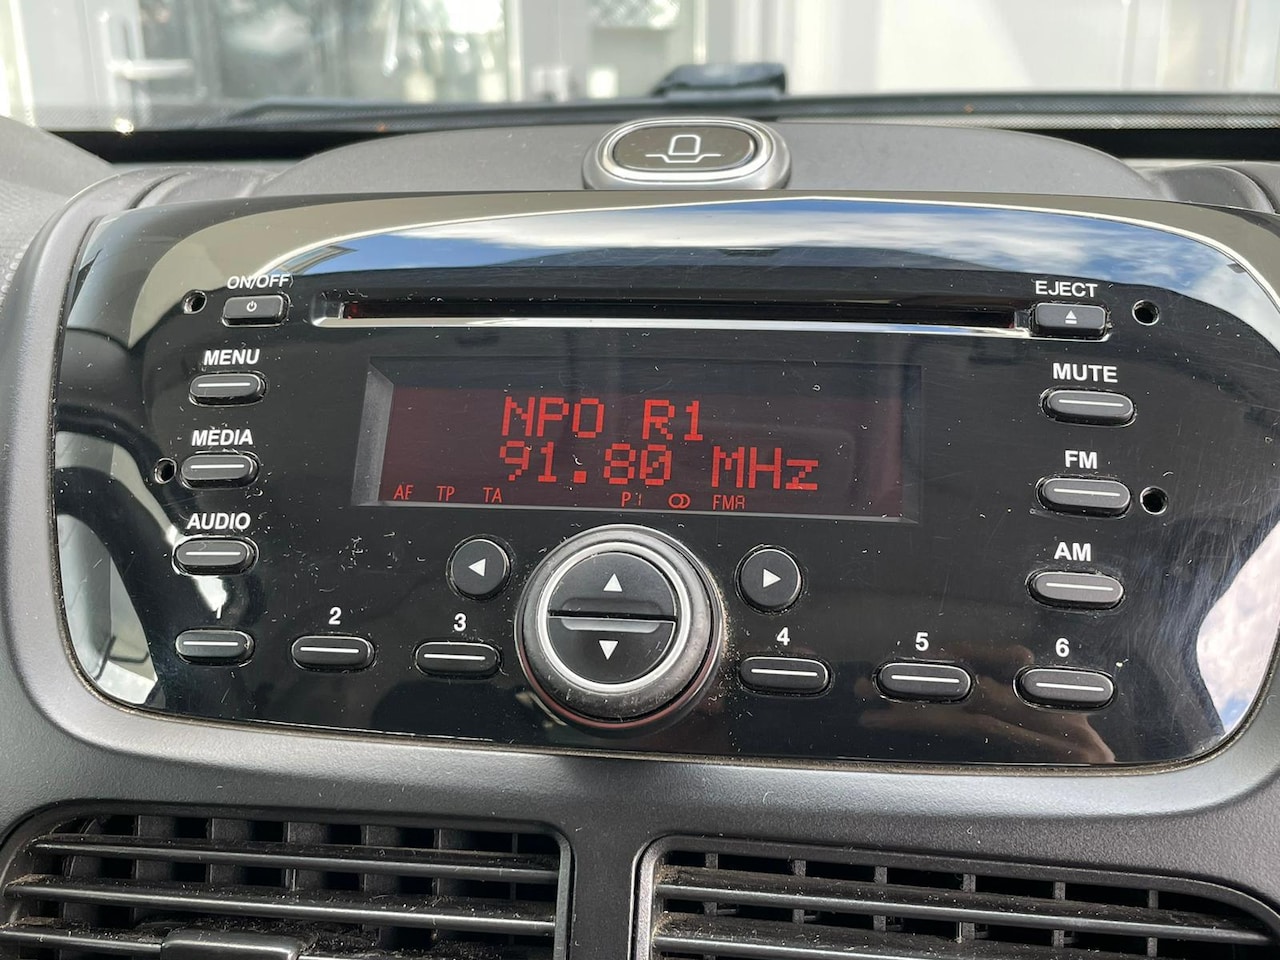 ON/OFF
EJECT
MENU
MUTE
MEDIA
NPO R1
91.80 MHz
FM
AF TP TA P1 FMA
AUDIO
AM
1 2 3 4 5 6